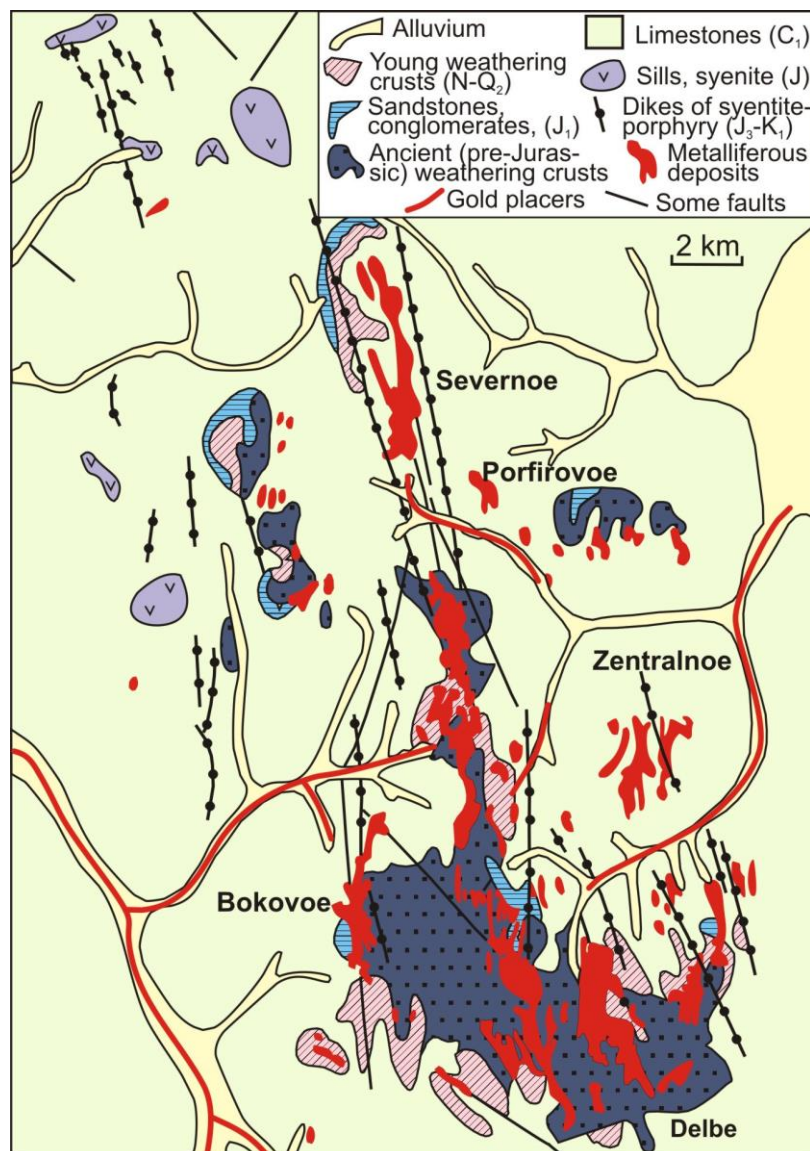 Alluvium
Young weathering
crusts (N-Q₂)
Sandstones,
conglomerates, (J₁)
Ancient (pre-Juras-
sic) weathering crusts
Gold placers
Limestones (C₁)
Sills, syenite (J)
Dikes of syentite-
porphyry (J₃-K₁)
Metalliferous
deposits
Some faults
2 km
Severnoe
Porfirovoe
Zentralnoe
Bokovoe
Delbe